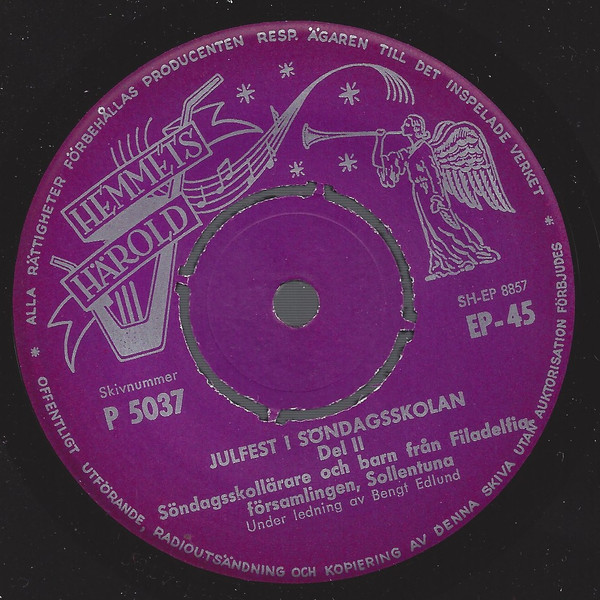 * ALLA RÄTTIGHETER FÖRBEHÅLLAS PRODUCENTEN RESP. ÄGAREN TILL DET INSPELADE VERKET *
OFFENTLIGT UTFÖRANDE, RADIOUTSÄNDNING OCH KOPIERING AV DENNA SKIVA UTAN AUKTORISATION FÖRBJUDES
HEMMETS
HÄROLD
SH-EP 8857
EP-45
Skivnummer
P 5037
JULFEST I SÖNDAGSSKOLAN
Del II
Söndagsskollärare och barn från Filadelfia-
församlingen, Sollentuna
Under ledning av Bengt Edlund